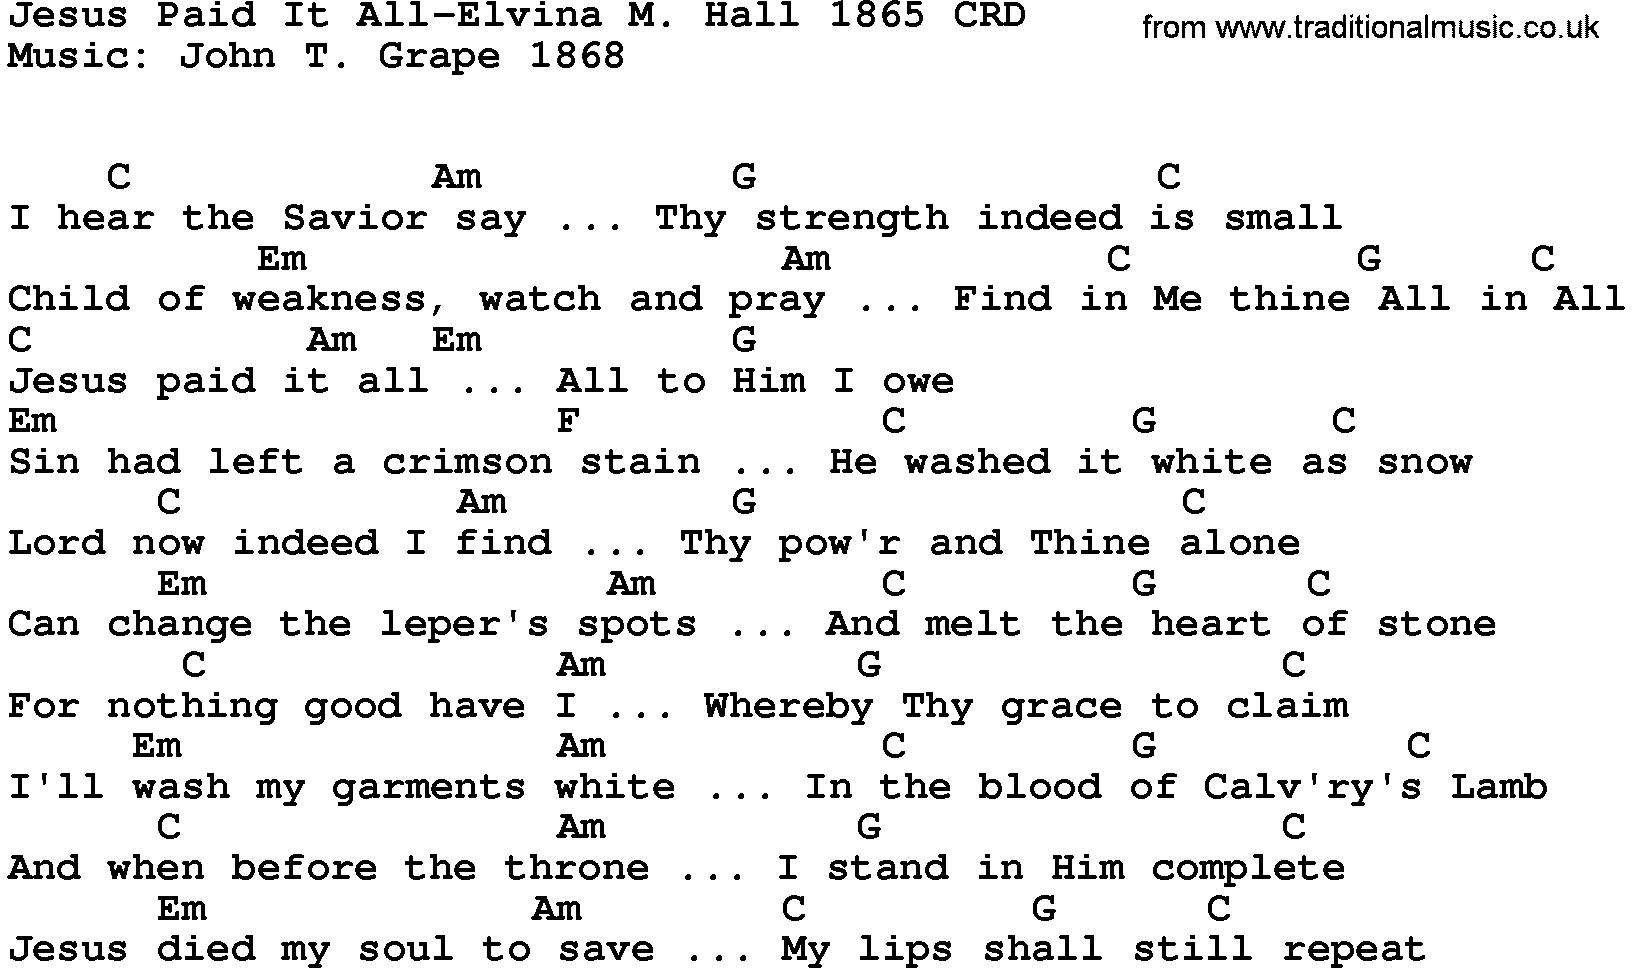 Jesus Paid It All-Elvina M. Hall 1865 CRD
from www.traditionalmusic.co.uk
Music: John T. Grape 1868
    C            Am          G                C
I hear the Savior say ... Thy strength indeed is small
          Em                   Am           C         G      C
Child of weakness, watch and pray ... Find in Me thine All in All
C           Am   Em          G
Jesus paid it all ... All to Him I owe
Em                    F            C         G       C
Sin had left a crimson stain ... He washed it white as snow
      C           Am         G                 C
Lord now indeed I find ... Thy pow'r and Thine alone
      Em                Am         C         G      C
Can change the leper's spots ... And melt the heart of stone
       C              Am          G                C
For nothing good have I ... Whereby Thy grace to claim
     Em               Am           C         G          C
I'll wash my garments white ... In the blood of Calv'ry's Lamb
      C               Am          G                C
And when before the throne ... I stand in Him complete
      Em             Am        C         G      C
Jesus died my soul to save ... My lips shall still repeat